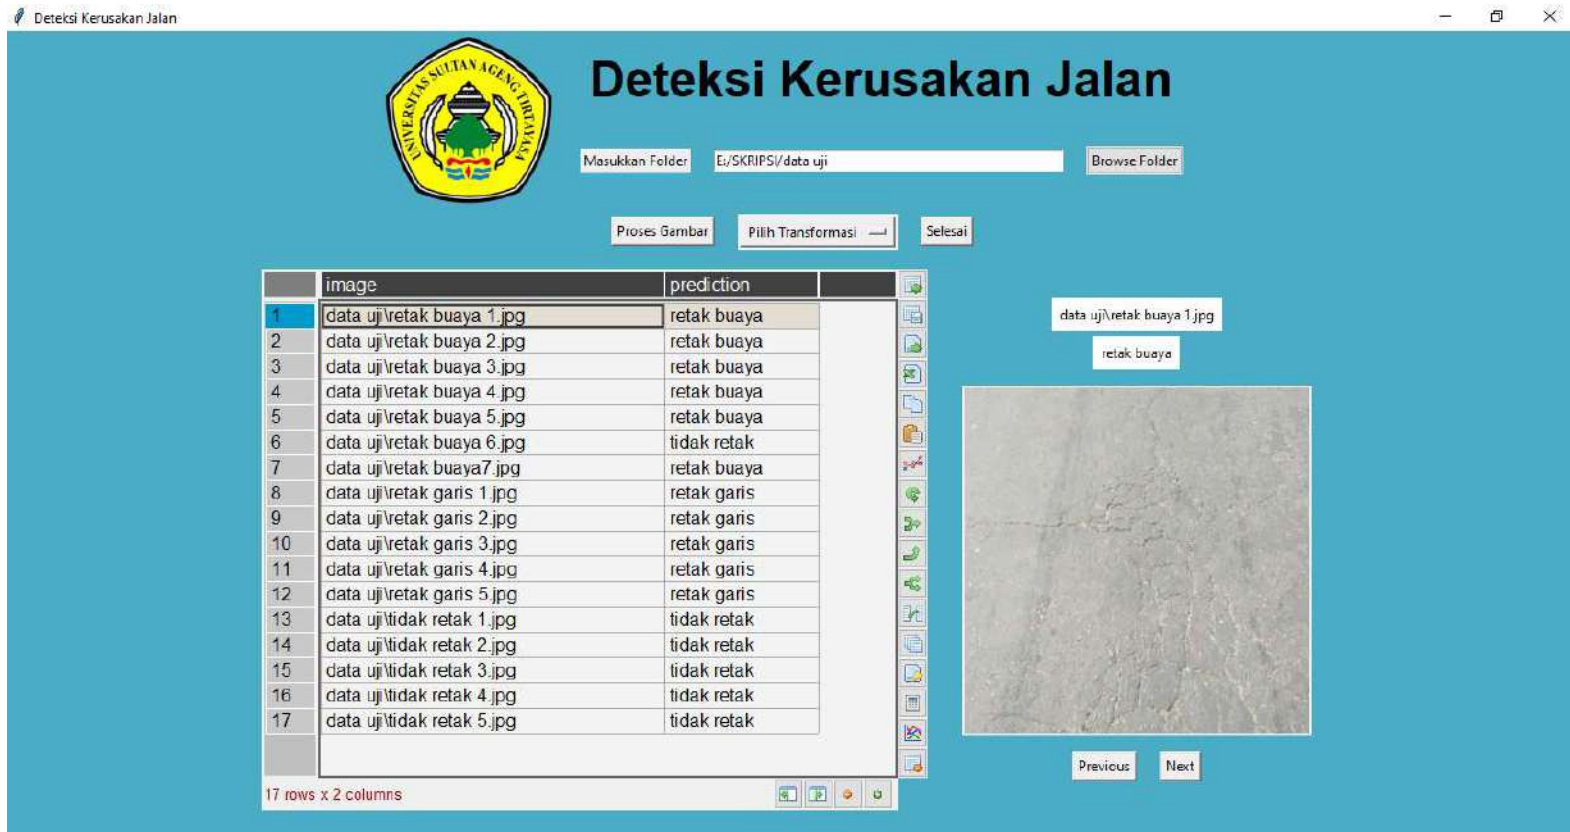 Deteksi Kerusakan Jalan
UNIVERSITAS SULTAN AGENG TIRTAYASA
Deteksi Kerusakan Jalan
Masukkan Folder E:/SKRIPSI/data uji Browse Folder
Proses Gambar Pilih Transformasi Selesai
image prediction
1 data uji\retak buaya 1.jpg retak buaya
2 data uji\retak buaya 2.jpg retak buaya
3 data uji\retak buaya 3.jpg retak buaya
4 data uji\retak buaya 4.jpg retak buaya
5 data uji\retak buaya 5.jpg retak buaya
6 data uji\retak buaya 6.jpg tidak retak
7 data uji\retak buaya7.jpg retak buaya
8 data uji\retak garis 1.jpg retak garis
9 data uji\retak garis 2.jpg retak garis
10 data uji\retak garis 3.jpg retak garis
11 data uji\retak garis 4.jpg retak garis
12 data uji\retak garis 5.jpg retak garis
13 data uji\tidak retak 1.jpg tidak retak
14 data uji\tidak retak 2.jpg tidak retak
15 data uji\tidak retak 3.jpg tidak retak
16 data uji\tidak retak 4.jpg tidak retak
17 data uji\tidak retak 5.jpg tidak retak
17 rows x 2 columns
data uji\retak buaya 1.jpg
retak buaya
Previous Next